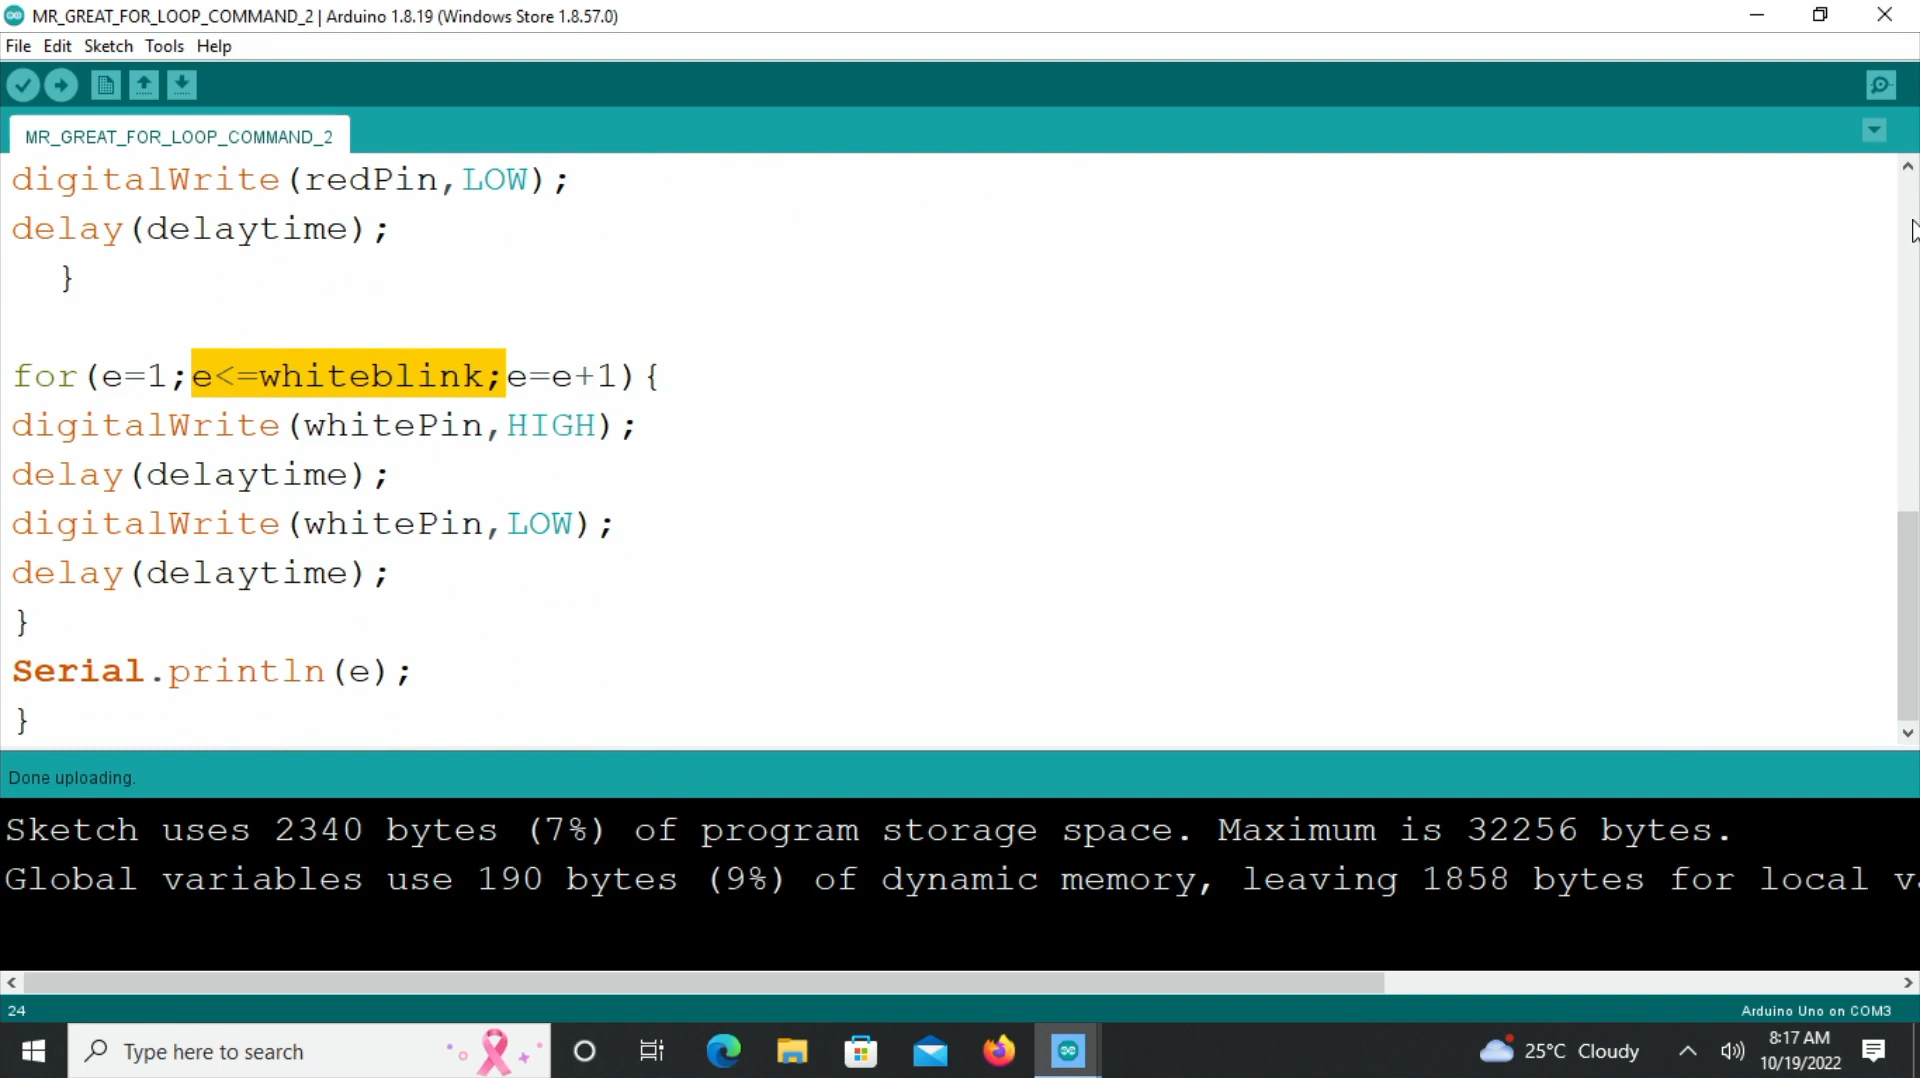 MR_GREAT_FOR_LOOP_COMMAND_2 | Arduino 1.8.19 (Windows Store 1.8.57.0)
File Edit Sketch Tools Help
MR_GREAT_FOR_LOOP_COMMAND_2
digitalWrite(redPin,LOW);
delay(delaytime);
}
for(e=1;e<=whiteblink;e=e+1){
digitalWrite(whitePin,HIGH);
delay(delaytime);
digitalWrite(whitePin,LOW);
delay(delaytime);
}
Serial.println(e);
}
Done uploading.
Sketch uses 2340 bytes (7%) of program storage space. Maximum is 32256 bytes.
Global variables use 190 bytes (9%) of dynamic memory, leaving 1858 bytes for local
24
Arduino Uno on COM3
Type here to search
25°C Cloudy
8:17 AM
10/19/2022